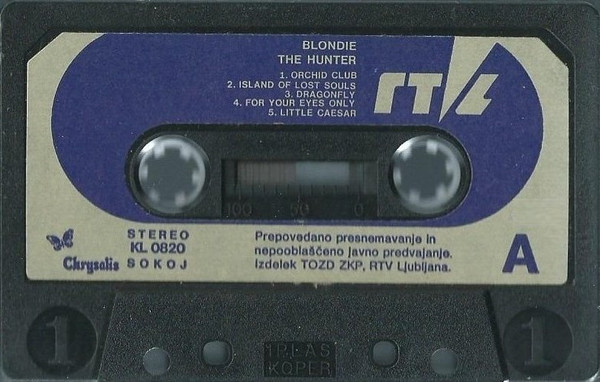 BLONDIE
THE HUNTER
1. ORCHID CLUB
2. ISLAND OF LOST SOULS
3. DRAGONFLY
4. FOR YOUR EYES ONLY
5. LITTLE CAESAR
RTV L
100 50 0
STEREO
KL 0820
SOKOJ
Chrysalis
Prepovedano presnemavanje in
nepooblaščeno javno predvajanje.
Izdelek TOZD ZKP, RTV Ljubljana.
A
1
1
IPLAS
KOPER